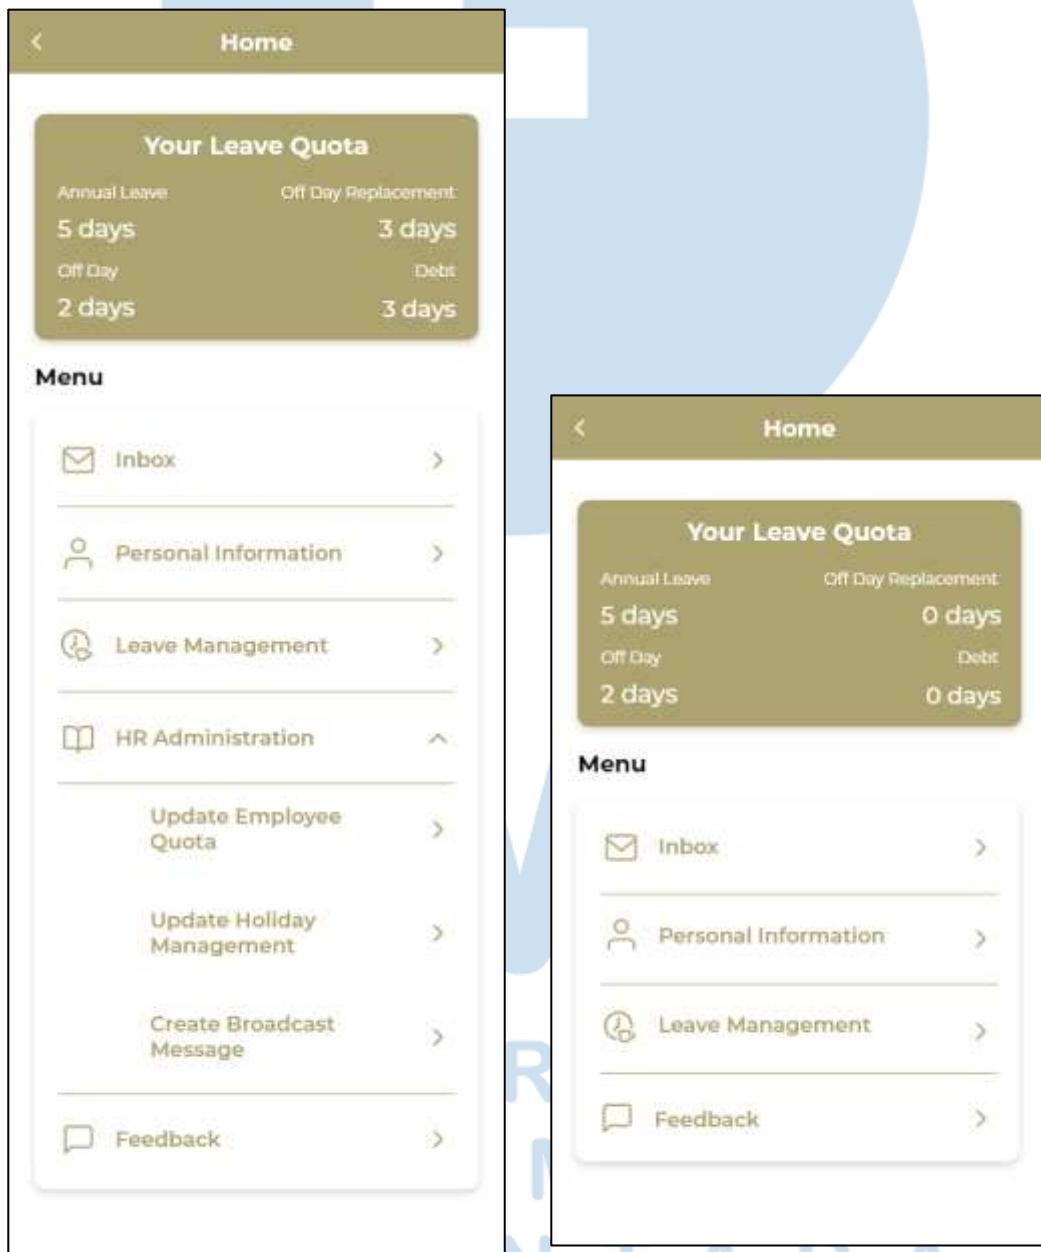 Home
Your Leave Quota
Annual Leave Off Day Replacement
5 days 3 days
Off Day Debt
2 days 3 days
Menu
Inbox
Personal Information
Leave Management
HR Administration
Update Employee
Quota
Update Holiday
Management
Create Broadcast
Message
Feedback
Home
Your Leave Quota
Annual Leave Off Day Replacement
5 days 0 days
Off Day Debt
2 days 0 days
Menu
Inbox
Personal Information
Leave Management
Feedback